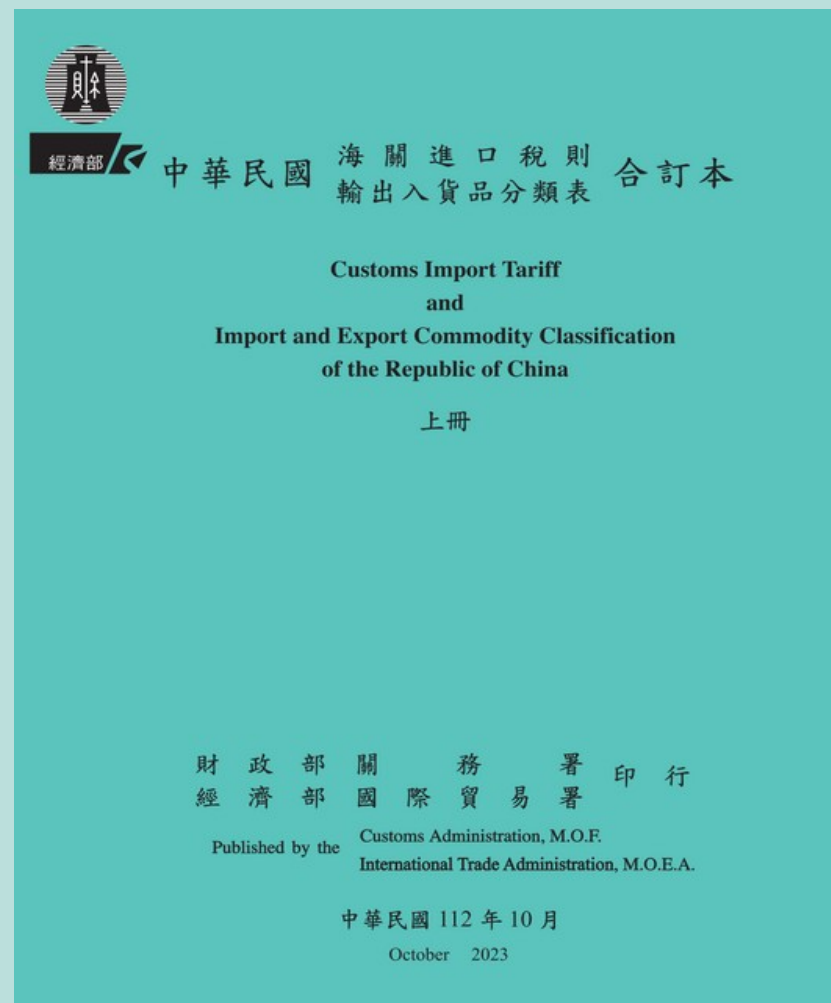 財
經濟部
中華民國 海關進口稅則 輸出入貨品分類表 合訂本
Customs Import Tariff
and
Import and Export Commodity Classification
of the Republic of China
上冊
財政部關務署
經濟部國際貿易署
印行
Published by the
Customs Administration, M.O.F.
International Trade Administration, M.O.E.A.
中華民國 112 年 10 月
October 2023